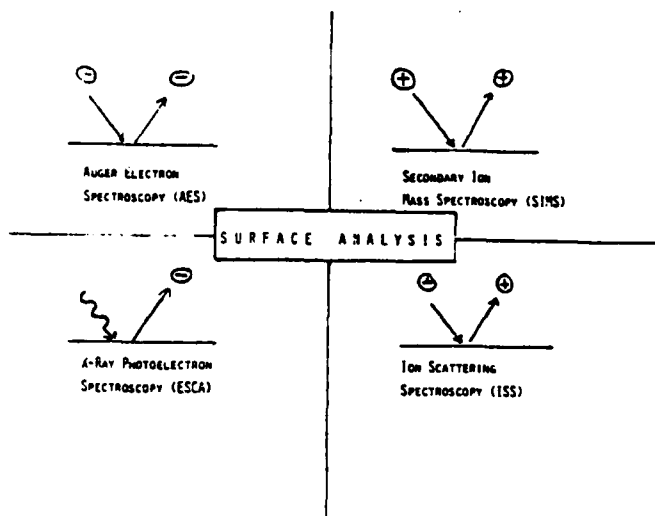 AUGER ELECTRON
SPECTROSCOPY (AES)
SECONDARY ION
MASS SPECTROSCOPY (SIMS)
SURFACE ANALYSIS
X-RAY PHOTOELECTRON
SPECTROSCOPY (ESCA)
ION SCATTERING
SPECTROSCOPY (ISS)